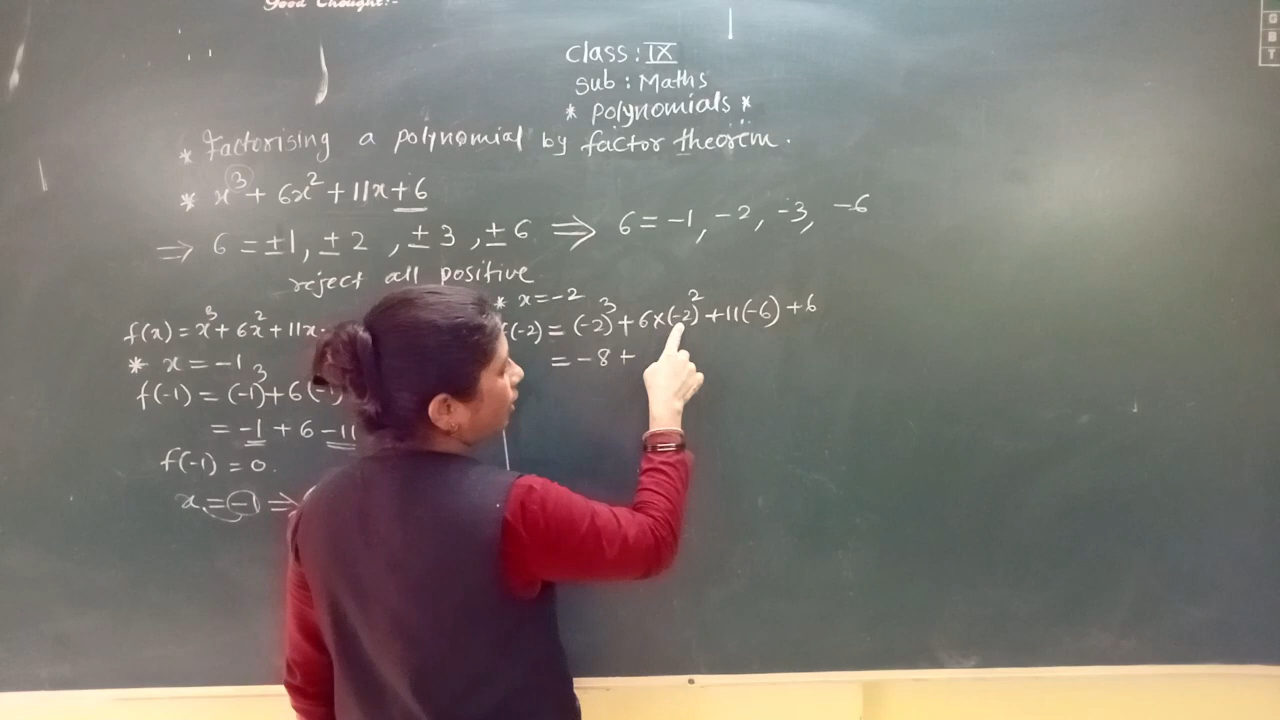 Good Thought:-
Class: IX
Sub: Maths
* Polynomials *
* Factorising a polynomial by factor theorem.
* x³ + 6x² + 11x + 6
⇒ 6 = ±1, ±2, ±3, ±6 ⇒ 6 = -1, -2, -3, -6
reject all positive
f(x) = x³ + 6x² + 11x
* x = -1
f(-1) = (-1)³ + 6(-1)
= -1 + 6 - 11
f(-1) = 0.
x = -1 ⇒
* x = -2
f(-2) = (-2)³ + 6×(-2)² + 11(-6) + 6
= -8 +
G
B
T